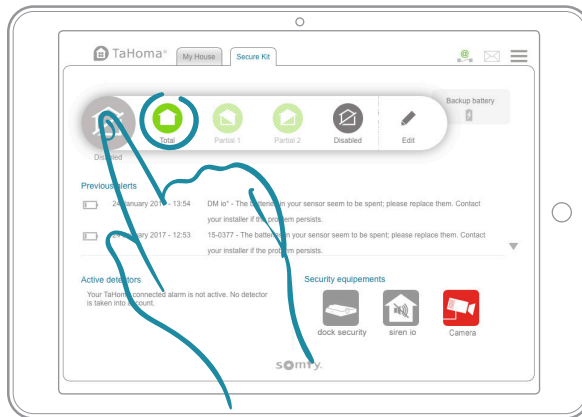 TaHoma®
My House
Secure Kit
@
Backup battery
Total
Partial 1
Partial 2
Disabled
Edit
Disabled
Previous alerts
24 January 2017 - 13:54
DM io* - The batteries in your sensor seem to be spent; please replace them. Contact
your installer if the problem persists.
24 January 2017 - 12:53
15-0377 - The batteries in your sensor seem to be spent; please replace them. Contact
your installer if the problem persists.
Active detectors
Your TaHoma connected alarm is not active. No detector
is taken into account.
Security equipements
dock security
siren io
Camera
somfy.